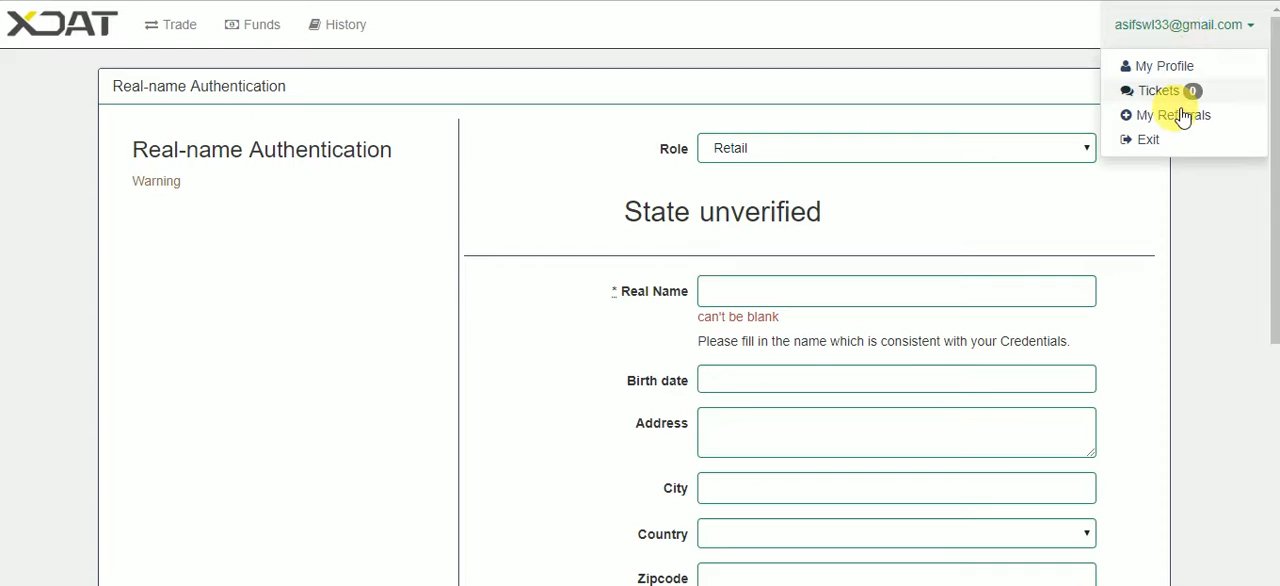 XDAT Trade Funds History asifswl33@gmail.com
My Profile
Tickets 0
My Referrals
Exit
Real-name Authentication
Real-name Authentication
Warning
Role Retail
State unverified
* Real Name
can't be blank
Please fill in the name which is consistent with your Credentials.
Birth date
Address
City
Country
Zipcode